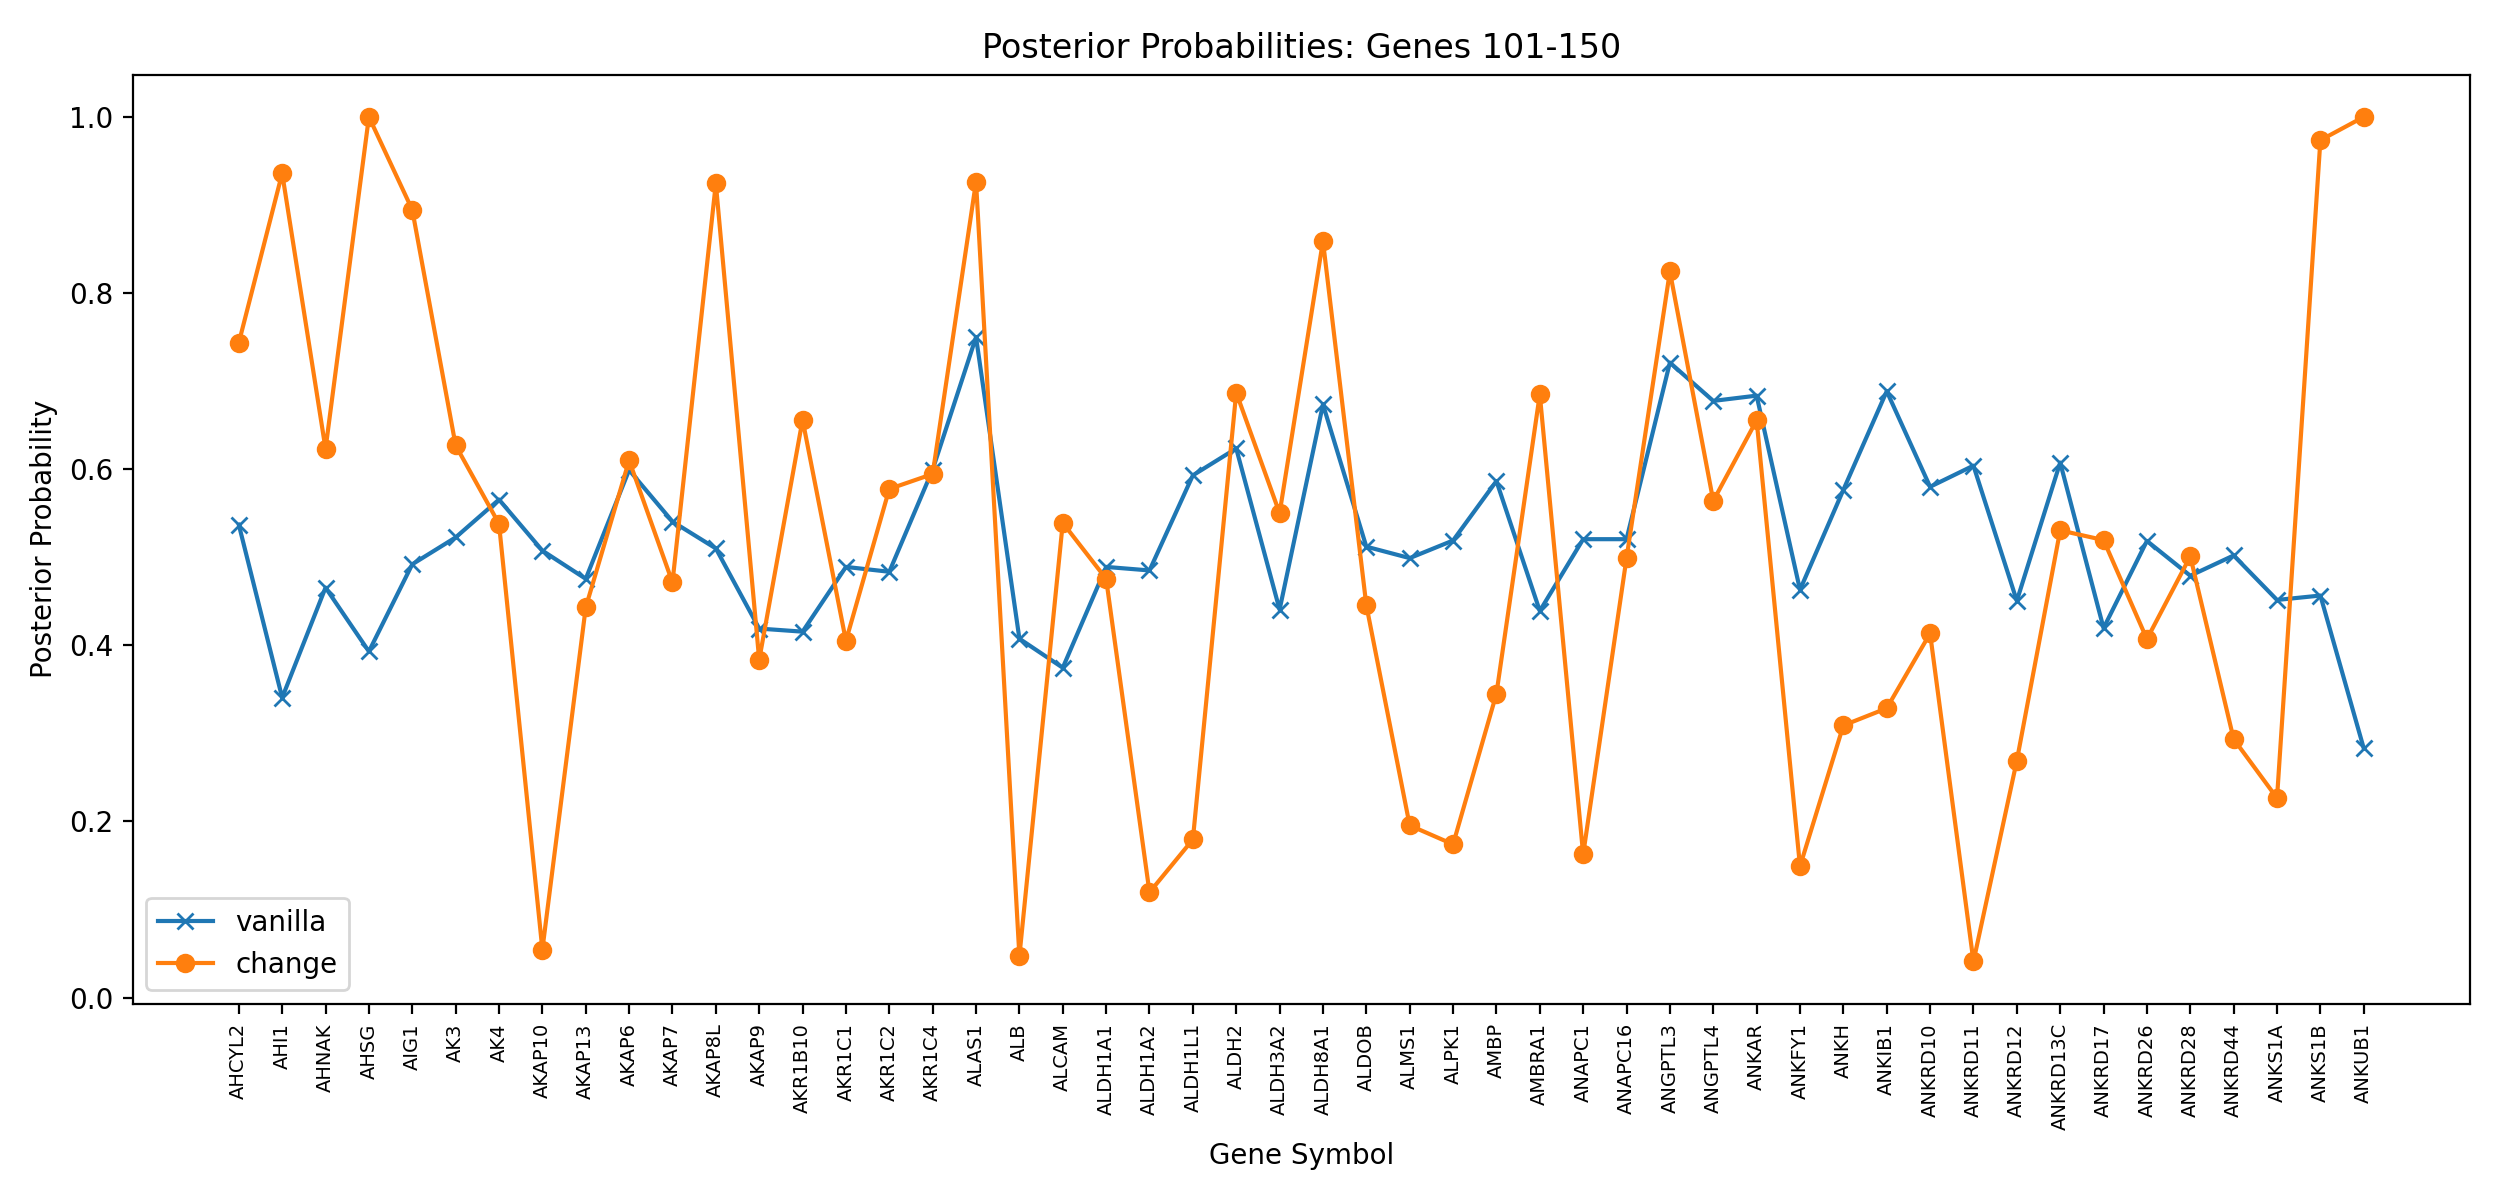 Posterior Probabilities: Genes 101-150
Posterior Probability
1.0
0.8
0.6
0.4
0.2
0.0
vanilla
change
AHCYL2
AHI1
AHNAK
AHSG
AIG1
AK3
AK4
AKAP10
AKAP13
AKAP6
AKAP7
AKAP8L
AKAP9
AKR1B10
AKR1C1
AKR1C2
AKR1C4
ALAS1
ALB
ALCAM
ALDH1A1
ALDH1A2
ALDH1L1
ALDH2
ALDH3A2
ALDH8A1
ALDOB
ALMS1
ALPK1
AMBP
AMBRA1
ANAPC1
ANAPC16
ANGPTL3
ANGPTL4
ANKAR
ANKFY1
ANKH
ANKIB1
ANKRD10
ANKRD11
ANKRD12
ANKRD13C
ANKRD17
ANKRD26
ANKRD28
ANKRD44
ANKS1A
ANKS1B
ANKUB1
Gene Symbol